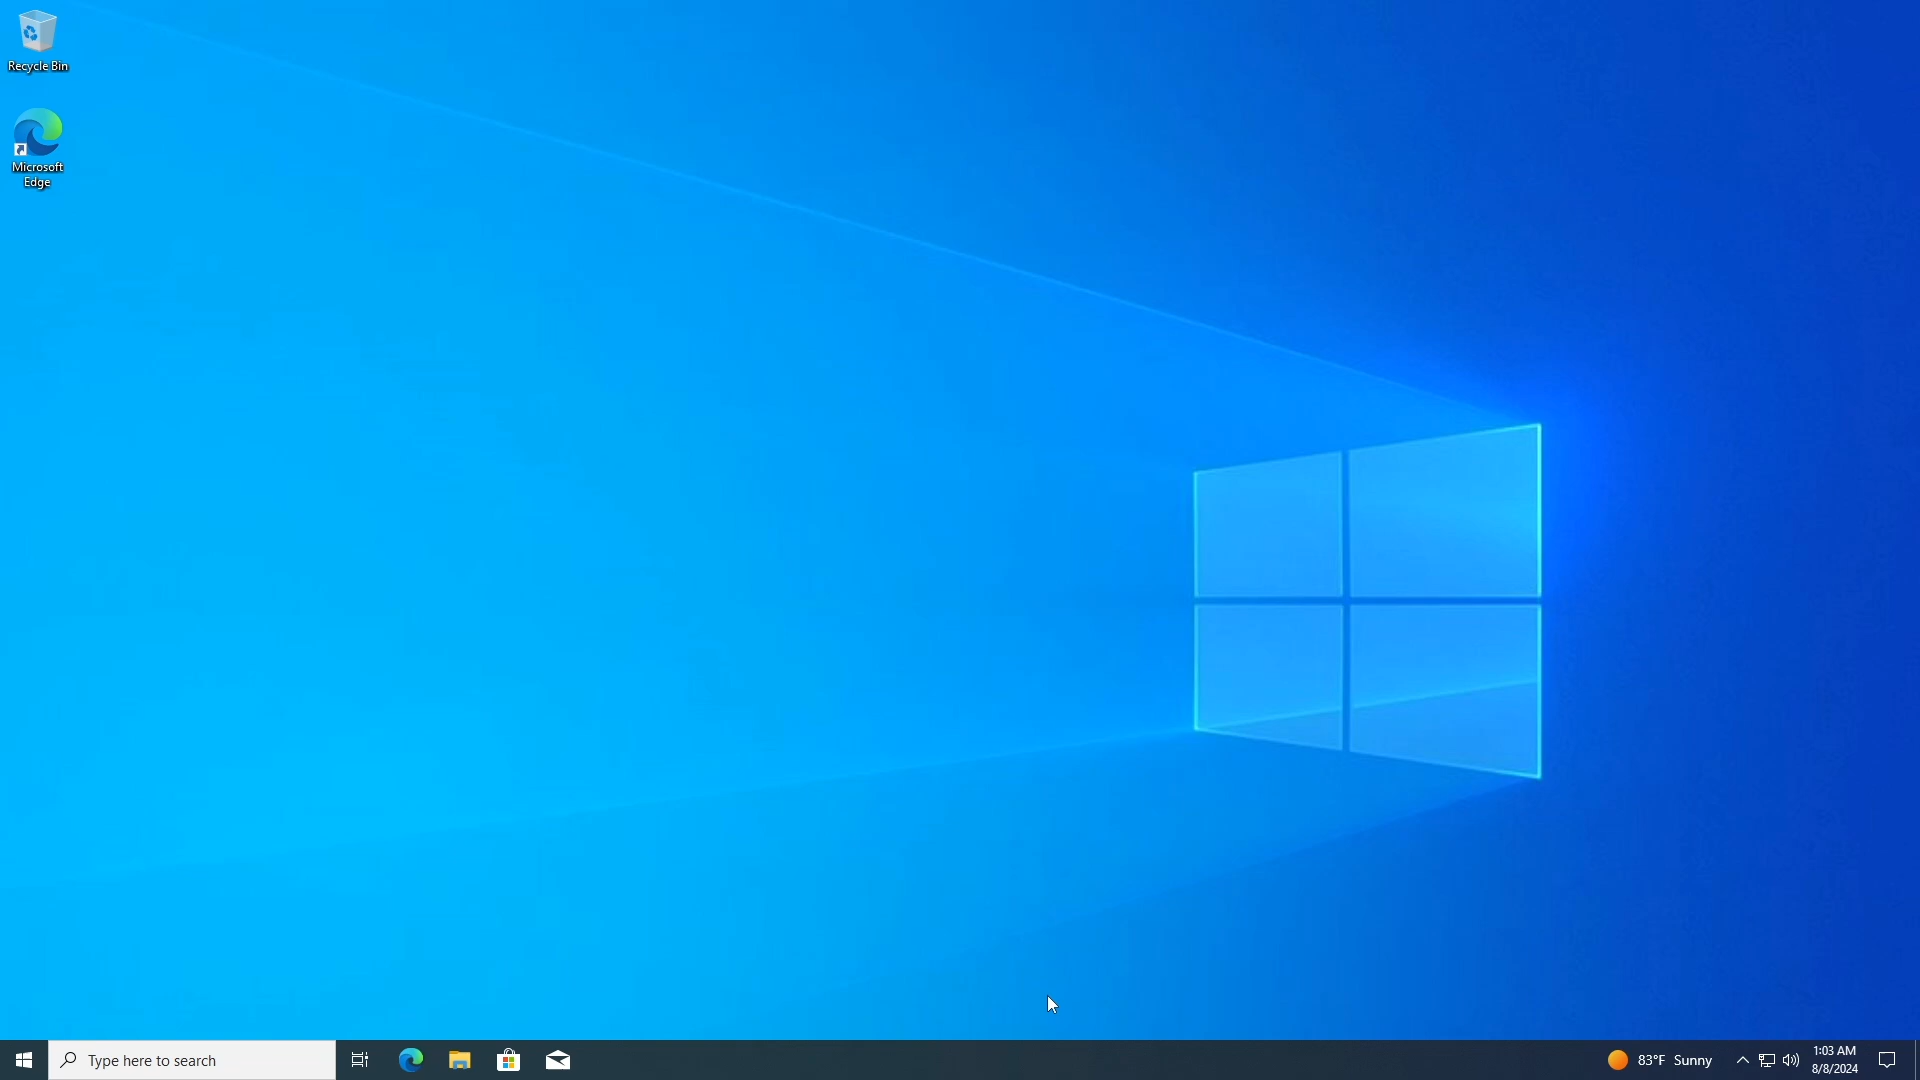 Recycle Bin
Microsoft
Edge
Type here to search
83°F Sunny
1:03 AM
8/8/2024